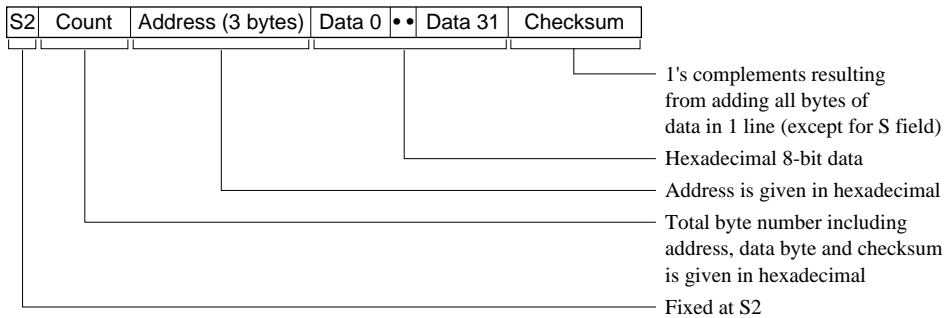 S2 Count Address (3 bytes) Data 0 •• Data 31 Checksum
1's complements resulting
from adding all bytes of
data in 1 line (except for S field)
Hexadecimal 8-bit data
Address is given in hexadecimal
Total byte number including
address, data byte and checksum
is given in hexadecimal
Fixed at S2